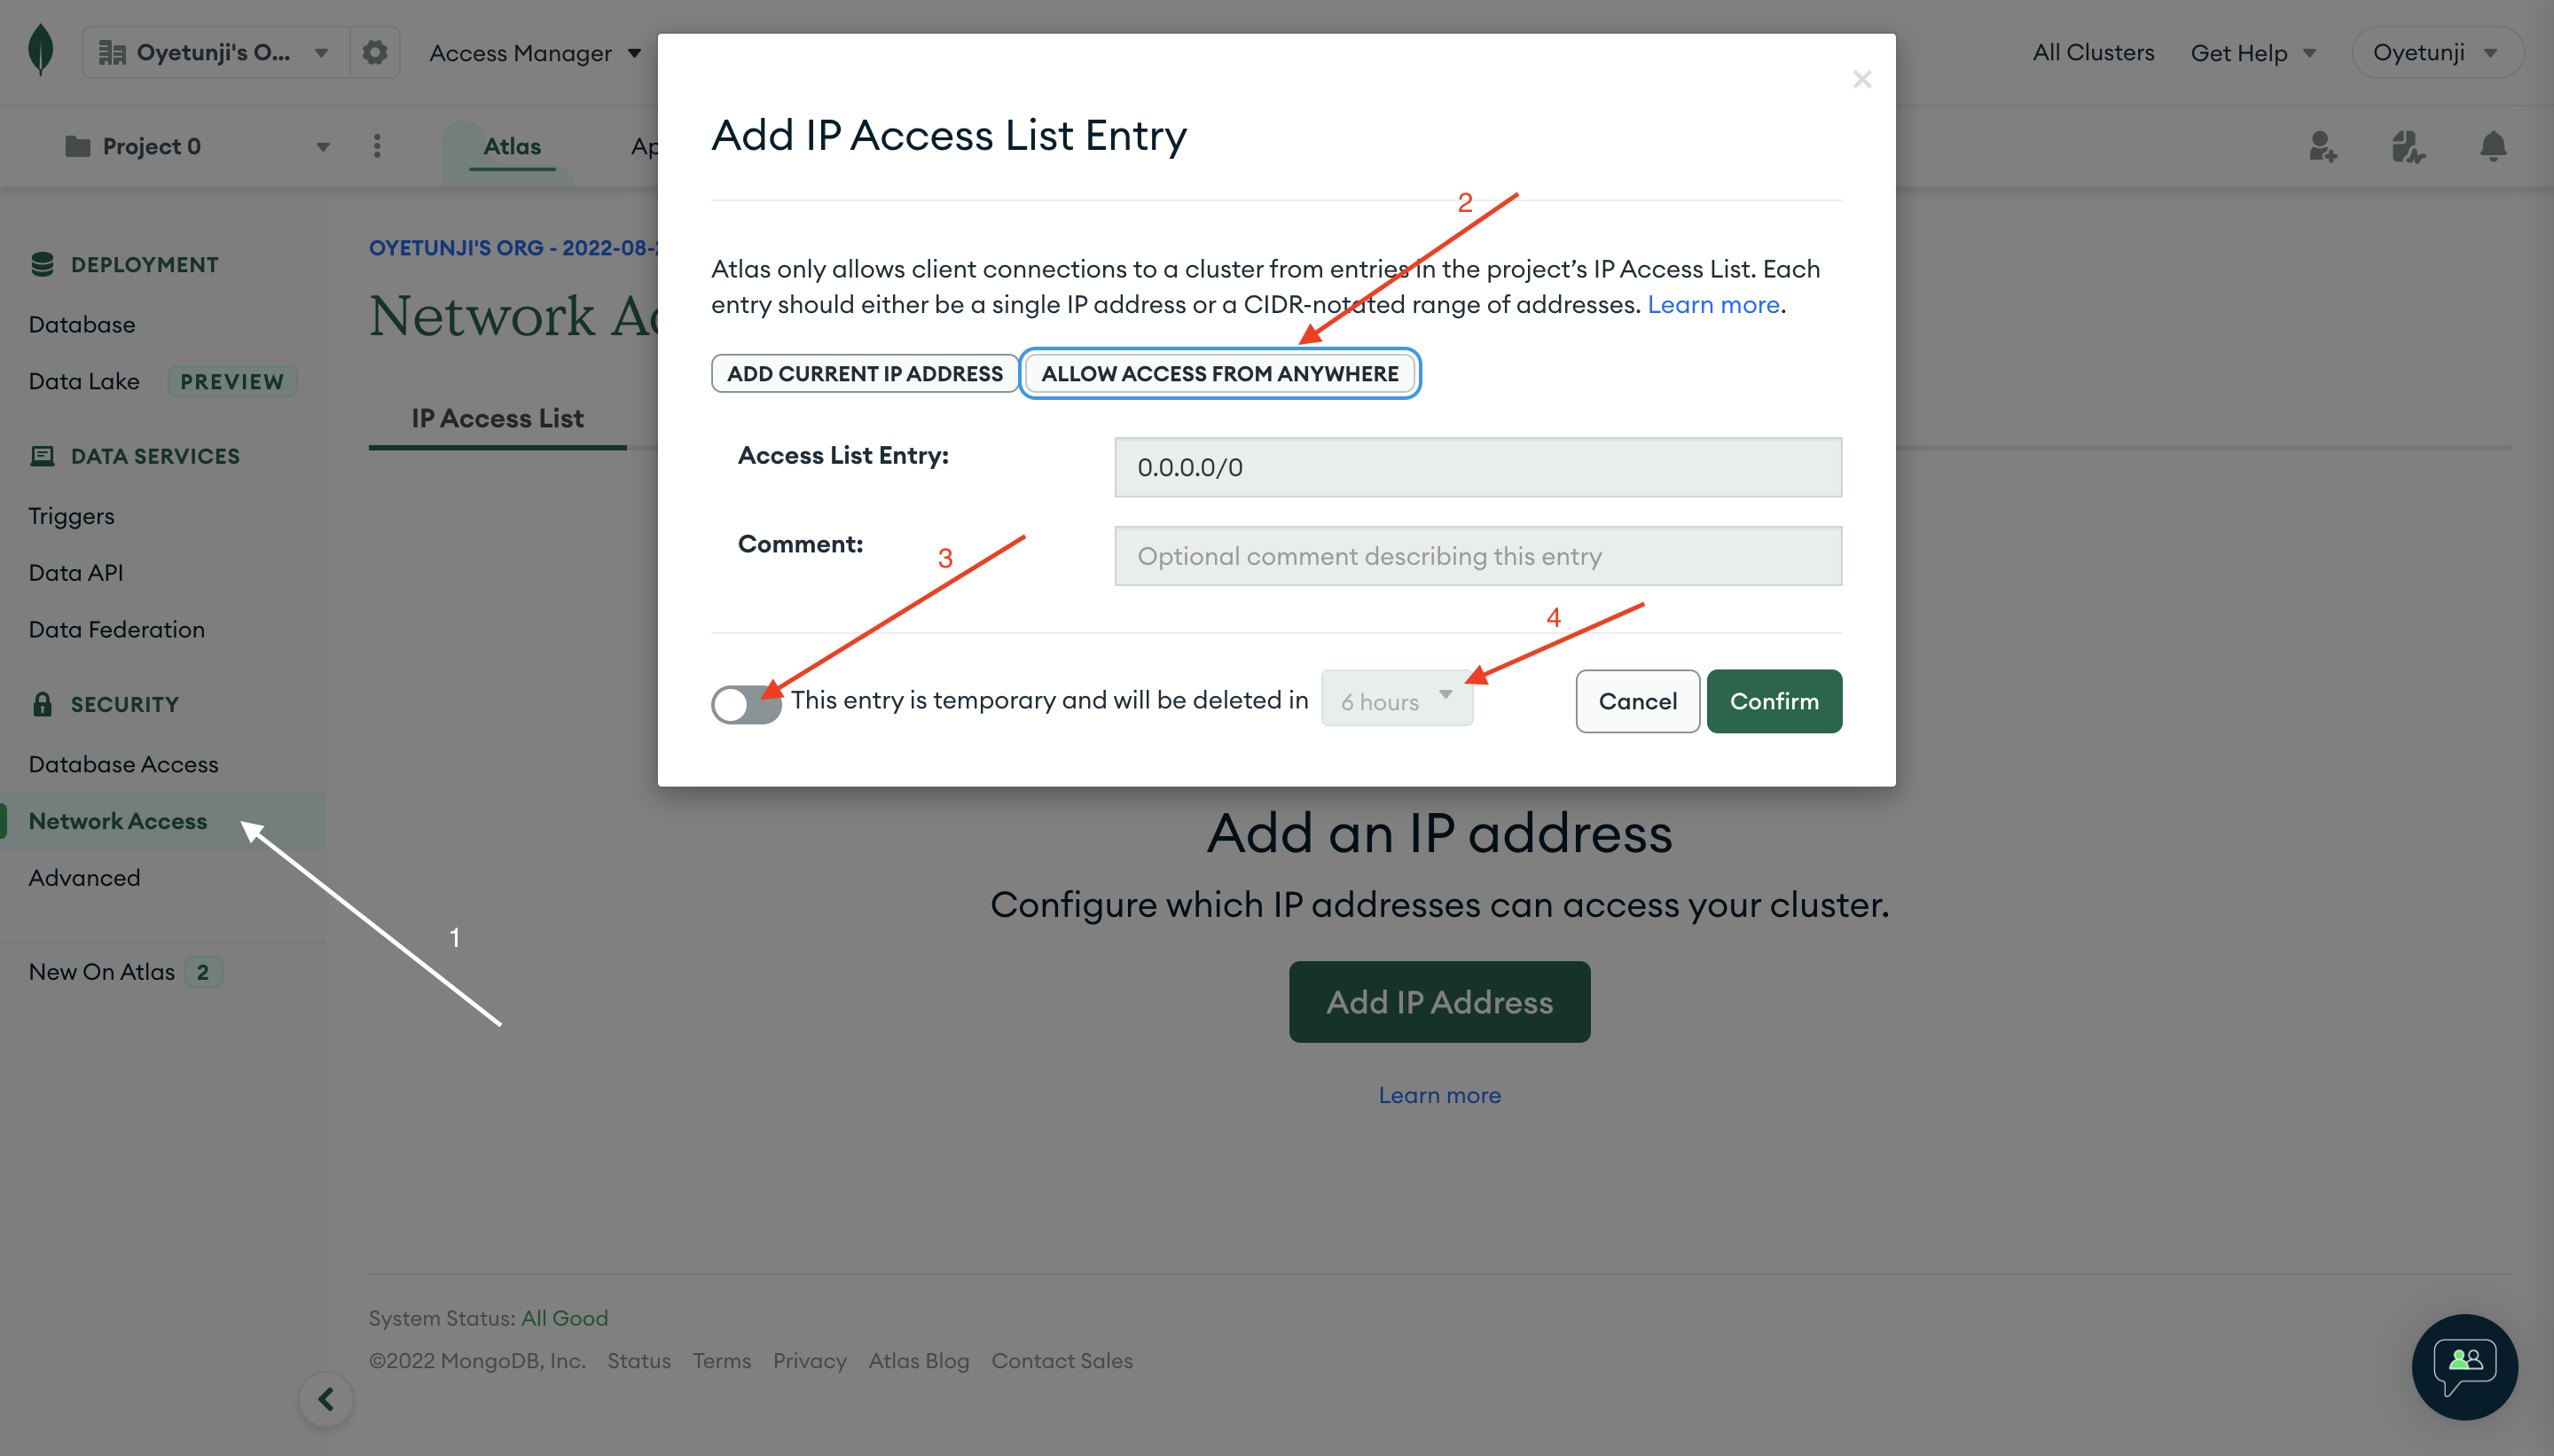 Oyetunji's O...
Access Manager
All Clusters
Get Help
Oyetunji
Project 0
Atlas
Ap
DEPLOYMENT
Database
Data Lake PREVIEW
DATA SERVICES
Triggers
Data API
Data Federation
SECURITY
Database Access
Network Access
Advanced
New On Atlas 2
1
OYETUNJI'S ORG - 2022-08-
Network Ac
IP Access List
Add IP Access List Entry
2
Atlas only allows client connections to a cluster from entries in the project’s IP Access List. Each
entry should either be a single IP address or a CIDR-notated range of addresses. Learn more.
ADD CURRENT IP ADDRESS
ALLOW ACCESS FROM ANYWHERE
Access List Entry:
0.0.0.0/0
Comment:
Optional comment describing this entry
3
4
This entry is temporary and will be deleted in
6 hours
Cancel
Confirm
Add an IP address
Configure which IP addresses can access your cluster.
Add IP Address
Learn more
System Status: All Good
©2022 MongoDB, Inc. Status Terms Privacy Atlas Blog Contact Sales